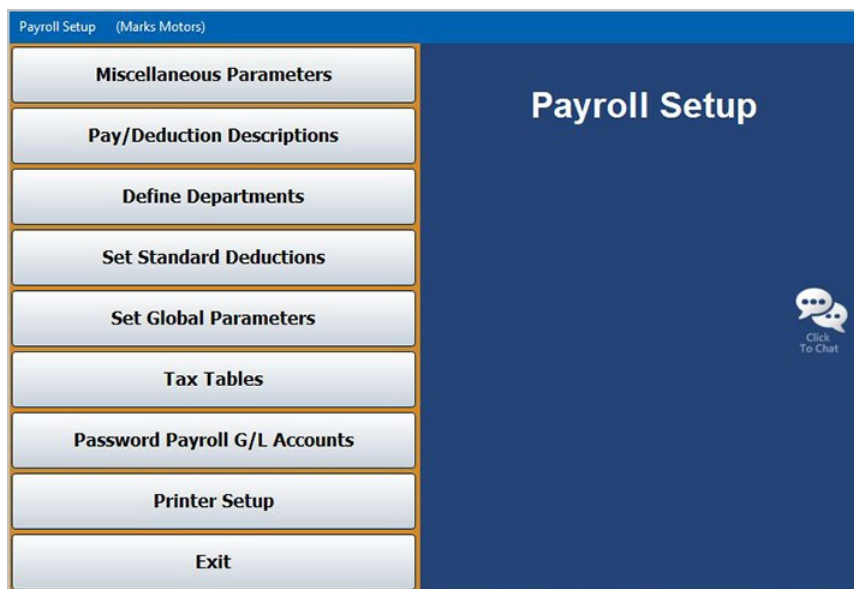 Payroll Setup (Marks Motors)
Miscellaneous Parameters
Pay/Deduction Descriptions
Define Departments
Set Standard Deductions
Set Global Parameters
Tax Tables
Password Payroll G/L Accounts
Printer Setup
Exit
Payroll Setup
Click
To Chat